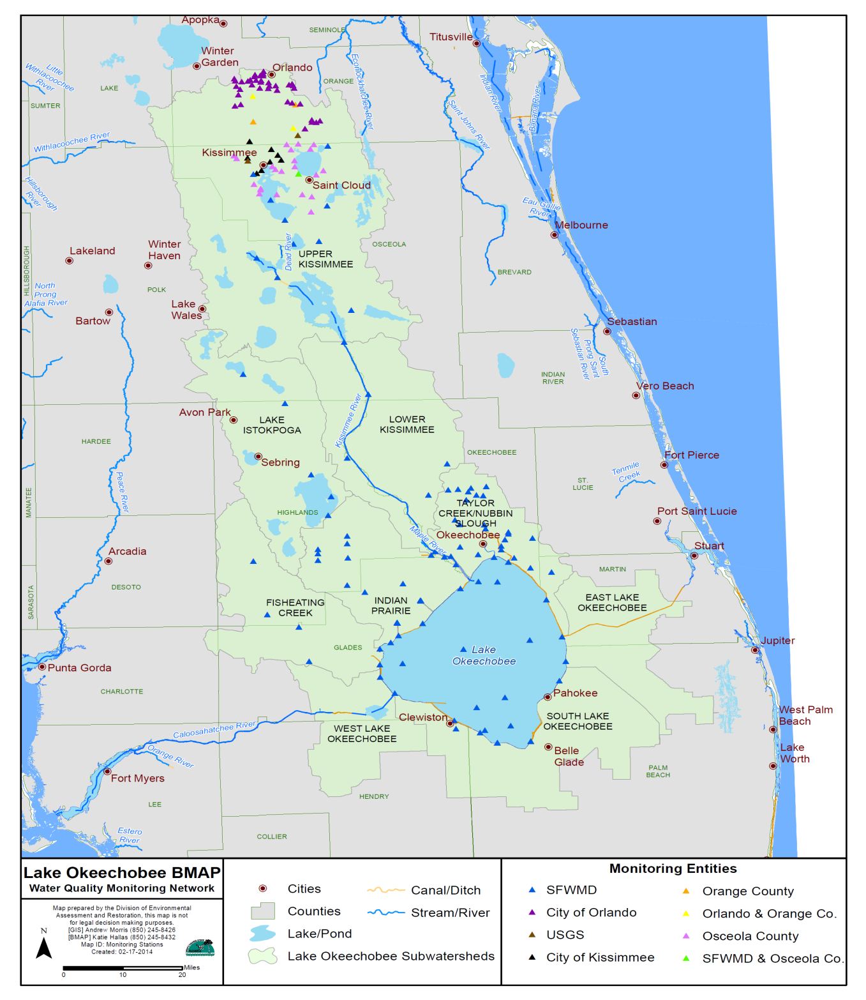 Apopka
SEMINOLE
Titusville
Winter
Garden
Orlando
ORANGE
Econlockhatchee River
Little
Withlacoochee
River
LAKE
SUMTER
Indian River
Banana River
Saint Johns River
Withlacoochee River
Kissimmee
Saint Cloud
Hillsborough
River
Eau Gallie
River
Melbourne
Lakeland
Winter
Haven
Dead River
UPPER
KISSIMMEE
OSCEOLA
BREVARD
HILLSBOROUGH
North
Prong
Alafia River
POLK
Lake
Wales
Bartow
Sebastian
South
Prong Saint
Sebastian River
INDIAN
RIVER
Vero Beach
Avon Park
LAKE
ISTOKPOGA
Kissimmee River
LOWER
KISSIMMEE
HARDEE
Sebring
OKEECHOBEE
Fort Pierce
Tenmile
Creek
ST.
LUCIE
MANATEE
Peace River
HIGHLANDS
TAYLOR
CREEK/NUBBIN
SLOUGH
Okeechobee
Maple River
Port Saint Lucie
Stuart
Arcadia
MARTIN
DESOTO
SARASOTA
FISHEATING
CREEK
INDIAN
PRAIRIE
EAST LAKE
OKEECHOBEE
GLADES
Lake
Okeechobee
Jupiter
Punta Gorda
CHARLOTTE
Pahokee
Clewiston
SOUTH LAKE
OKEECHOBEE
West Palm
Beach
Caloosahatchee River
WEST LAKE
OKEECHOBEE
Orange River
Belle
Glade
Lake
Worth
Fort Myers
PALM
BEACH
LEE
HENDRY
Estero
River
COLLIER
Lake Okeechobee BMAP
Water Quality Monitoring Network
Map prepared by the Division of Environmental
Assessment and Restoration, this map is not
for legal decision making purposes.
[GIS] Andrew Morris (850) 245-8426
[BMAP] Katie Hallas (850) 245-8432
Map ID: Monitoring Stations
Created: 02-17-2014
N
Miles
0 10 20
Cities
Counties
Lake/Pond
Lake Okeechobee Subwatersheds
Canal/Ditch
Stream/River
Monitoring Entities
SFWMD
City of Orlando
USGS
City of Kissimmee
Orange County
Orlando & Orange Co.
Osceola County
SFWMD & Osceola Co.